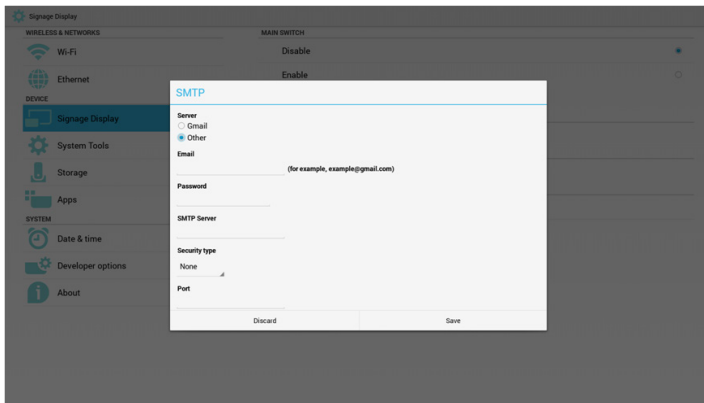 Signage Display
WIRELESS & NETWORKS
Wi-Fi
Ethernet
DEVICE
Signage Display
System Tools
Storage
Apps
SYSTEM
Date & time
Developer options
About
MAIN SWITCH
Disable
Enable
SMTP
Server
Gmail
Other
Email
(for example, example@gmail.com)
Password
SMTP Server
Security type
None
Port
Discard
Save